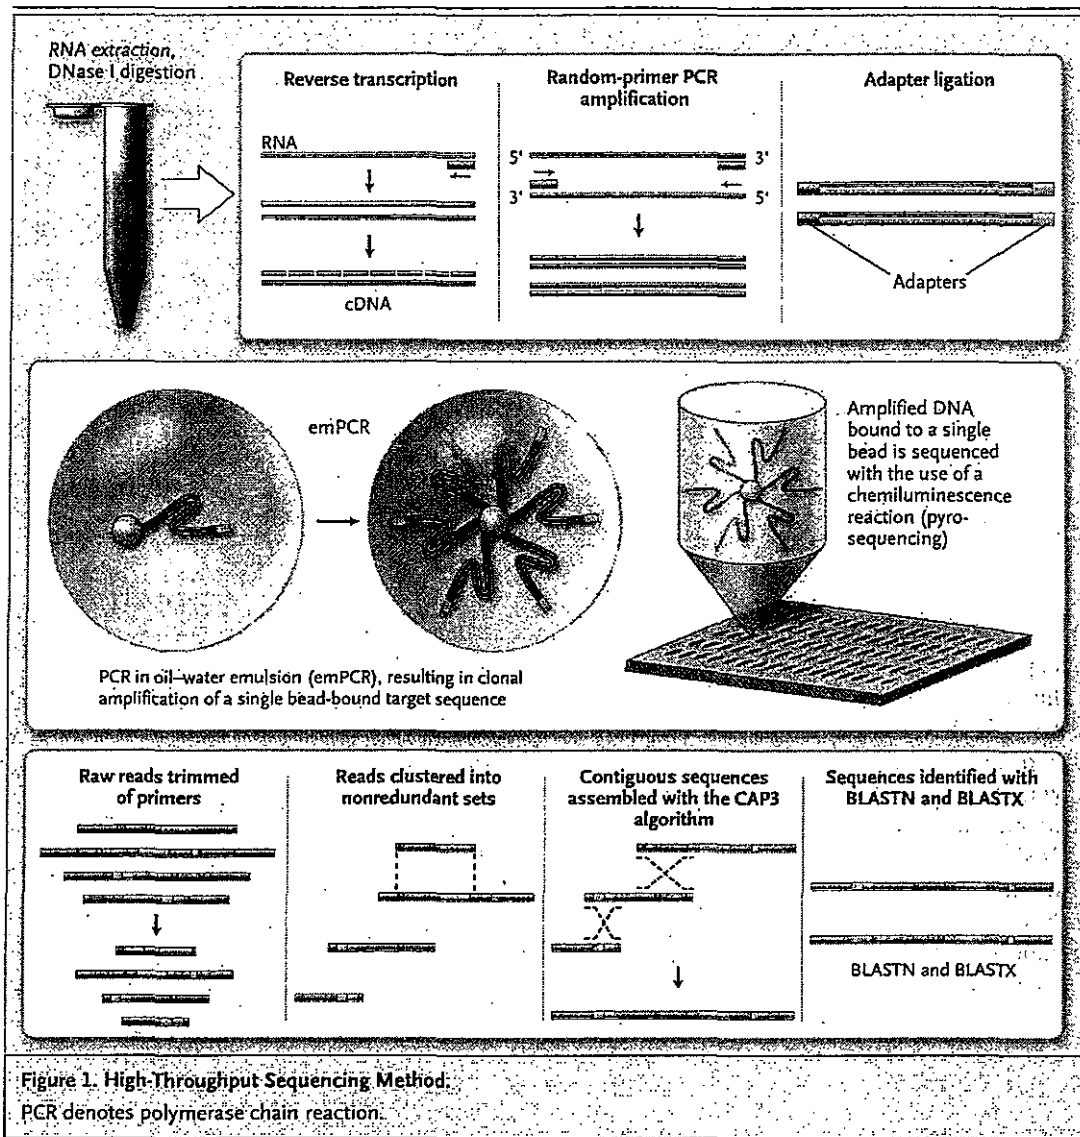 RNA extraction,
DNase I digestion
Reverse transcription
RNA
cDNA
Random-primer PCR
amplification
5' 3'
3' 5'
Adapter ligation
Adapters
emPCR
PCR in oil–water emulsion (emPCR), resulting in clonal
amplification of a single bead-bound target sequence
Amplified DNA
bound to a single
bead is sequenced
with the use of a
chemiluminescence
reaction (pyro-
sequencing)
Raw reads trimmed
of primers
Reads clustered into
nonredundant sets
Contiguous sequences
assembled with the CAP3
algorithm
Sequences identified with
BLASTN and BLASTX
BLASTN and BLASTX
Figure 1. High-Throughput Sequencing Method.
PCR denotes polymerase chain reaction.